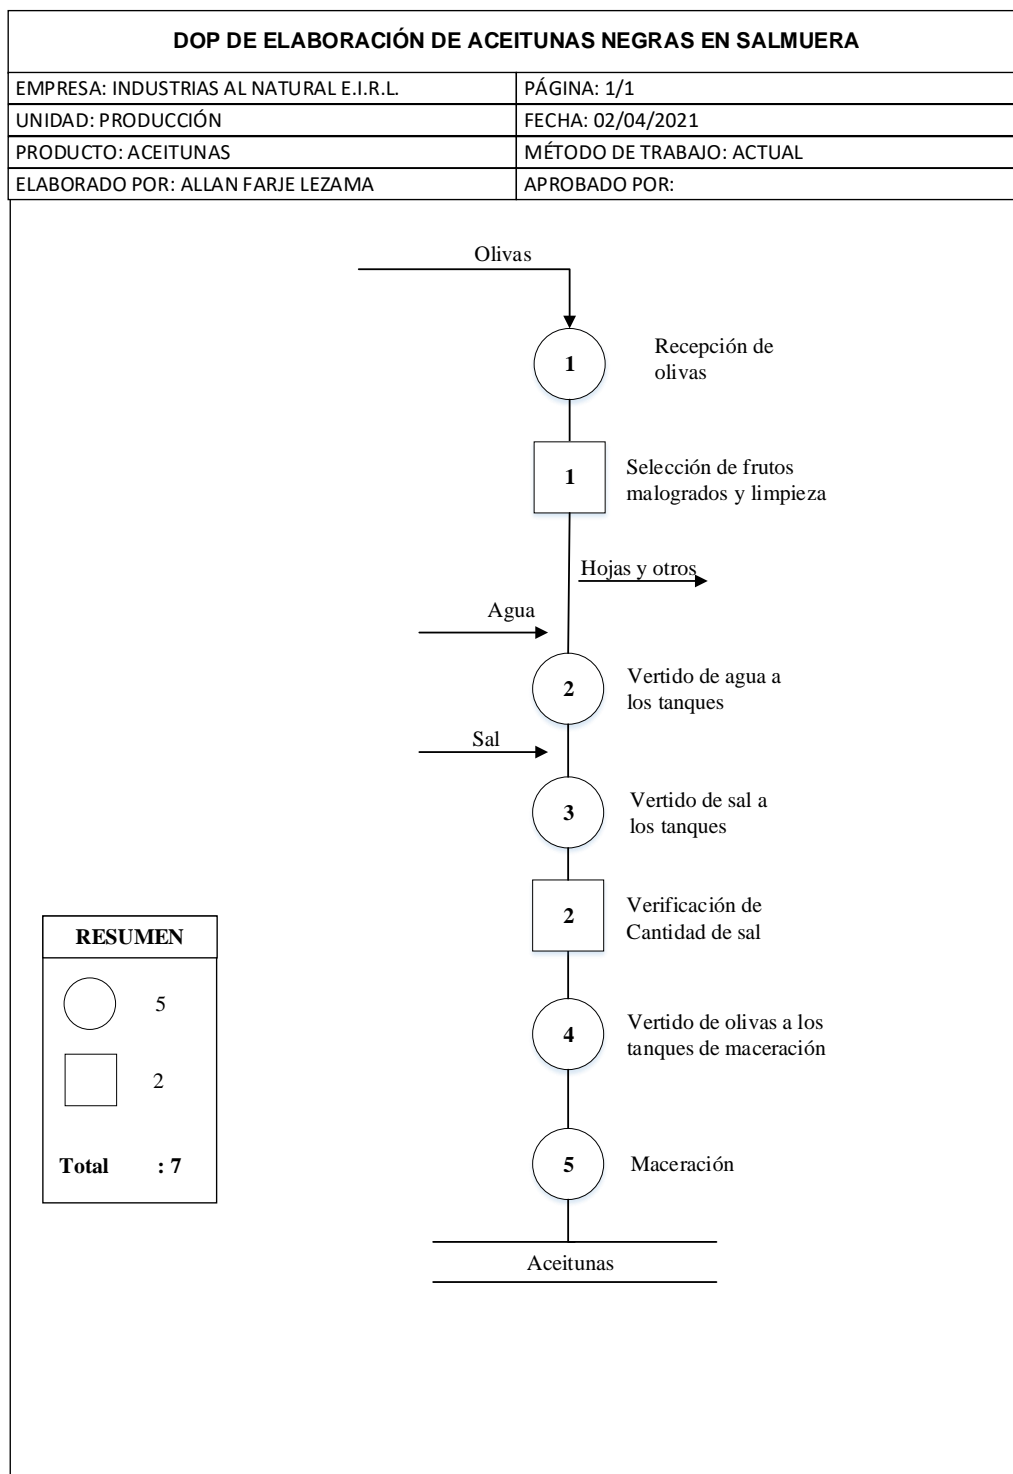 DOP DE ELABORACIÓN DE ACEITUNAS NEGRAS EN SALMUERA
EMPRESA: INDUSTRIAS AL NATURAL E.I.R.L.
PÁGINA: 1/1
UNIDAD: PRODUCCIÓN
FECHA: 02/04/2021
PRODUCTO: ACEITUNAS
MÉTODO DE TRABAJO: ACTUAL
ELABORADO POR: ALLAN FARJE LEZAMA
APROBADO POR:
Olivas
1
Recepción de
olivas
1
Selección de frutos
malogrados y limpieza
Hojas y otros
Agua
2
Vertido de agua a
los tanques
Sal
3
Vertido de sal a
los tanques
2
Verificación de
Cantidad de sal
4
Vertido de olivas a los
tanques de maceración
5
Maceración
Aceitunas
RESUMEN
5
2
Total : 7